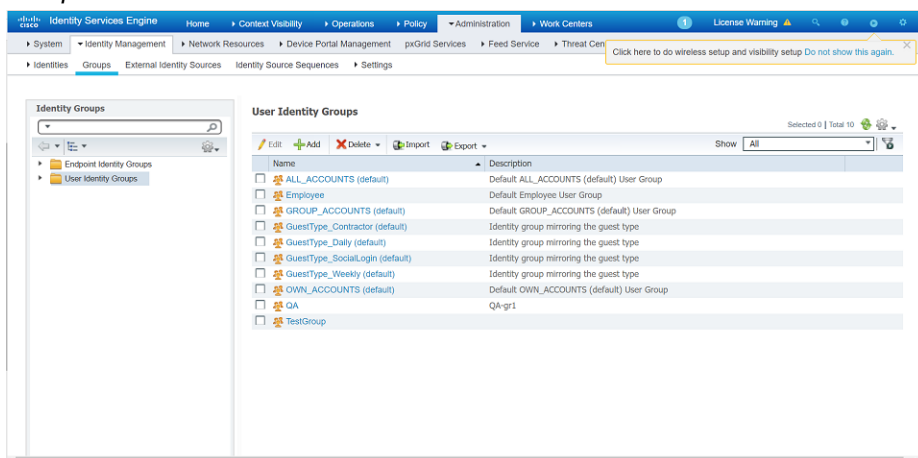 cisco Identity Services Engine Home Context Visibility Operations Policy Administration Work Centers 1 License Warning
System Identity Management Network Resources Device Portal Management pxGrid Services Feed Service Threat Cen
Click here to do wireless setup and visibility setup Do not show this again.
Identities Groups External Identity Sources Identity Source Sequences Settings
Identity Groups
Endpoint Identity Groups
User Identity Groups
User Identity Groups
Selected 0 | Total 10
Edit Add Delete Import Export Show All
Name Description
ALL_ACCOUNTS (default) Default ALL_ACCOUNTS (default) User Group
Employee Default Employee User Group
GROUP_ACCOUNTS (default) Default GROUP_ACCOUNTS (default) User Group
GuestType_Contractor (default) Identity group mirroring the guest type
GuestType_Daily (default) Identity group mirroring the guest type
GuestType_SocialLogin (default) Identity group mirroring the guest type
GuestType_Weekly (default) Identity group mirroring the guest type
OWN_ACCOUNTS (default) Default OWN_ACCOUNTS (default) User Group
QA QA-gr1
TestGroup